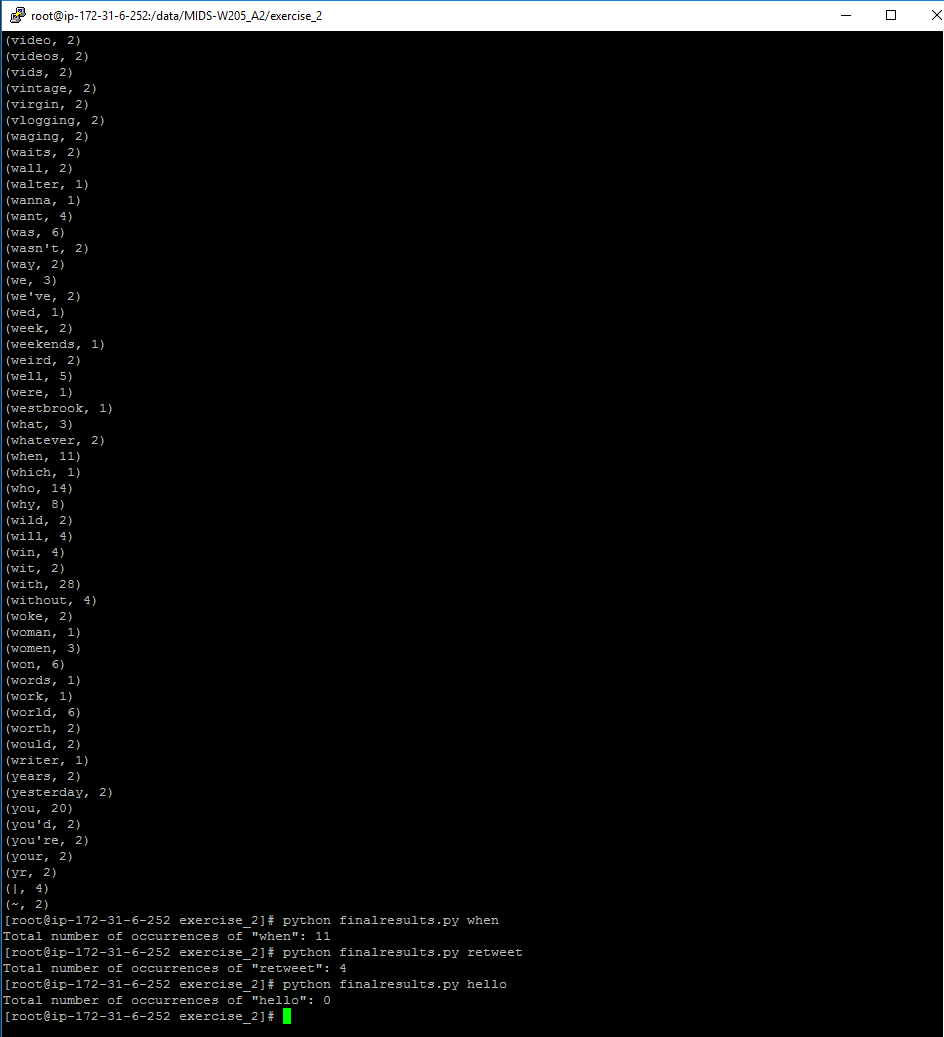 root@ip-172-31-6-252:/data/MIDS-W205_A2/exercise_2
(video, 2)
(videos, 2)
(vids, 2)
(vintage, 2)
(virgin, 2)
(vlogging, 2)
(waging, 2)
(waits, 2)
(wall, 2)
(walter, 1)
(wanna, 1)
(want, 4)
(was, 6)
(wasn't, 2)
(way, 2)
(we, 3)
(we've, 2)
(wed, 1)
(week, 2)
(weekends, 1)
(weird, 2)
(well, 5)
(were, 1)
(westbrook, 1)
(what, 3)
(whatever, 2)
(when, 11)
(which, 1)
(who, 14)
(why, 8)
(wild, 2)
(will, 4)
(win, 4)
(wit, 2)
(with, 28)
(without, 4)
(woke, 2)
(woman, 1)
(women, 3)
(won, 6)
(words, 1)
(work, 1)
(world, 6)
(worth, 2)
(would, 2)
(writer, 1)
(years, 2)
(yesterday, 2)
(you, 20)
(you'd, 2)
(you're, 2)
(your, 2)
(yr, 2)
(|, 4)
(~, 2)
[root@ip-172-31-6-252 exercise_2]# python finalresults.py when
Total number of occurrences of "when": 11
[root@ip-172-31-6-252 exercise_2]# python finalresults.py retweet
Total number of occurrences of "retweet": 4
[root@ip-172-31-6-252 exercise_2]# python finalresults.py hello
Total number of occurrences of "hello": 0
[root@ip-172-31-6-252 exercise_2]#